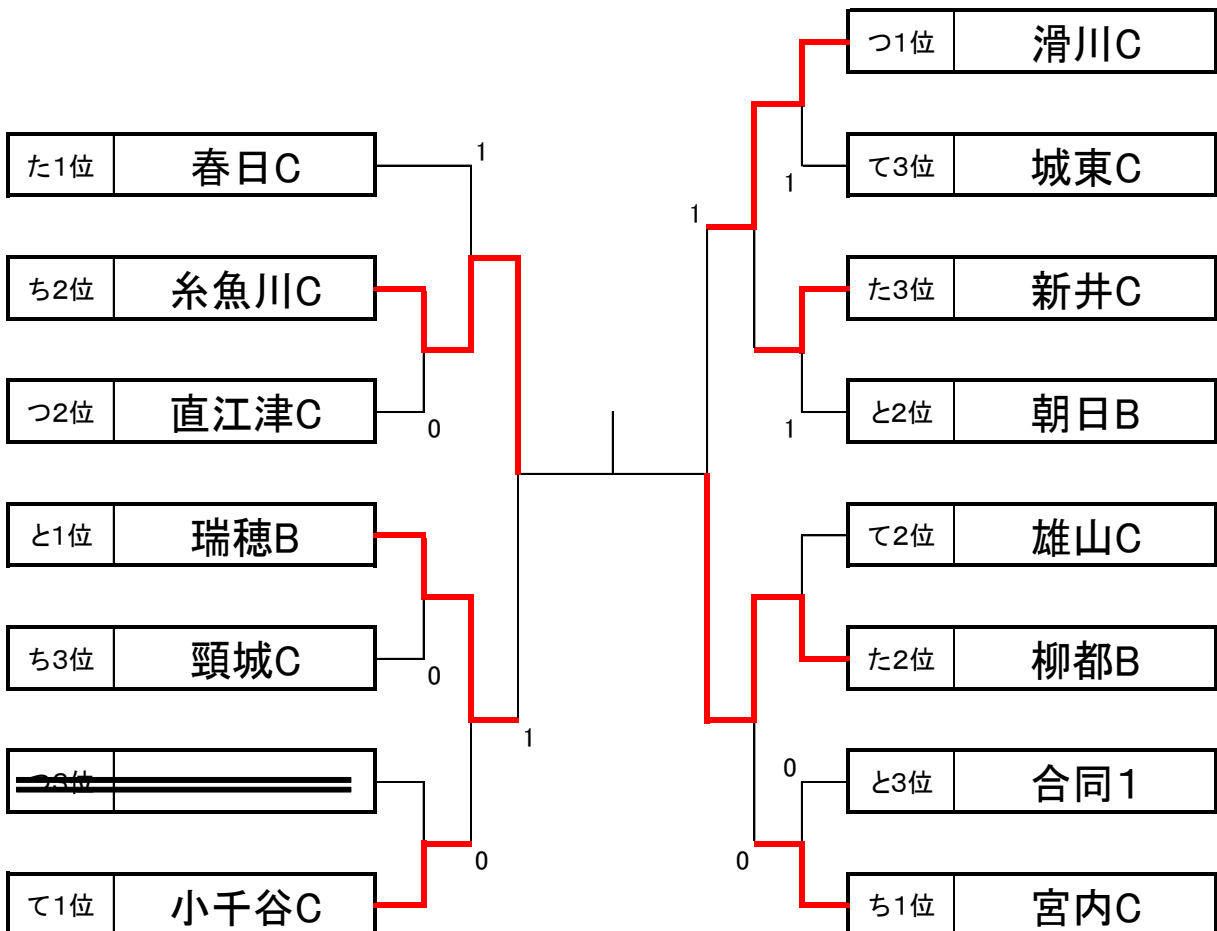 つ1位 滑川C
た1位 春日C
1
1
て3位 城東C
1
ち2位 糸魚川C
た3位 新井C
つ2位 直江津C
0
1
と2位 朝日B
と1位 瑞穂B
て2位 雄山C
ち3位 頸城C
0
た2位 柳都B
1
つ3位
0
と3位 合同1
0
0
て1位 小千谷C
ち1位 宮内C